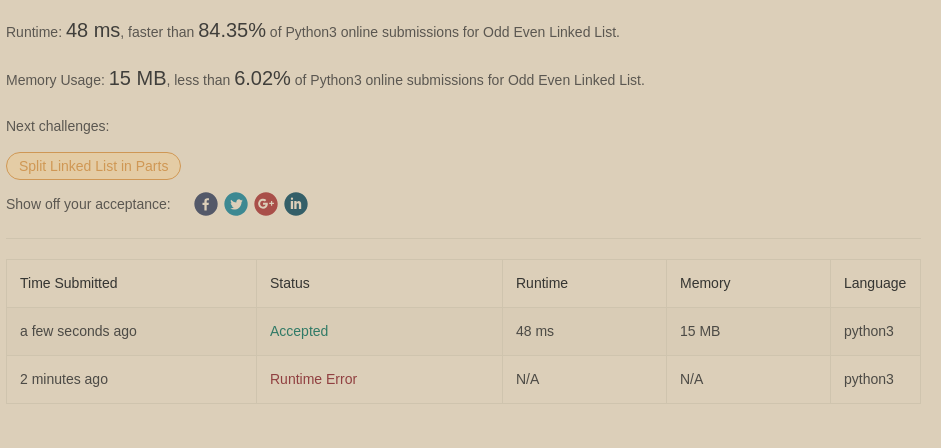 Runtime: 48 ms, faster than 84.35% of Python3 online submissions for Odd Even Linked List.
Memory Usage: 15 MB, less than 6.02% of Python3 online submissions for Odd Even Linked List.
Next challenges:
Split Linked List in Parts
Show off your acceptance: f G+ in
Time Submitted Status Runtime Memory Language
a few seconds ago Accepted 48 ms 15 MB python3
2 minutes ago Runtime Error N/A N/A python3